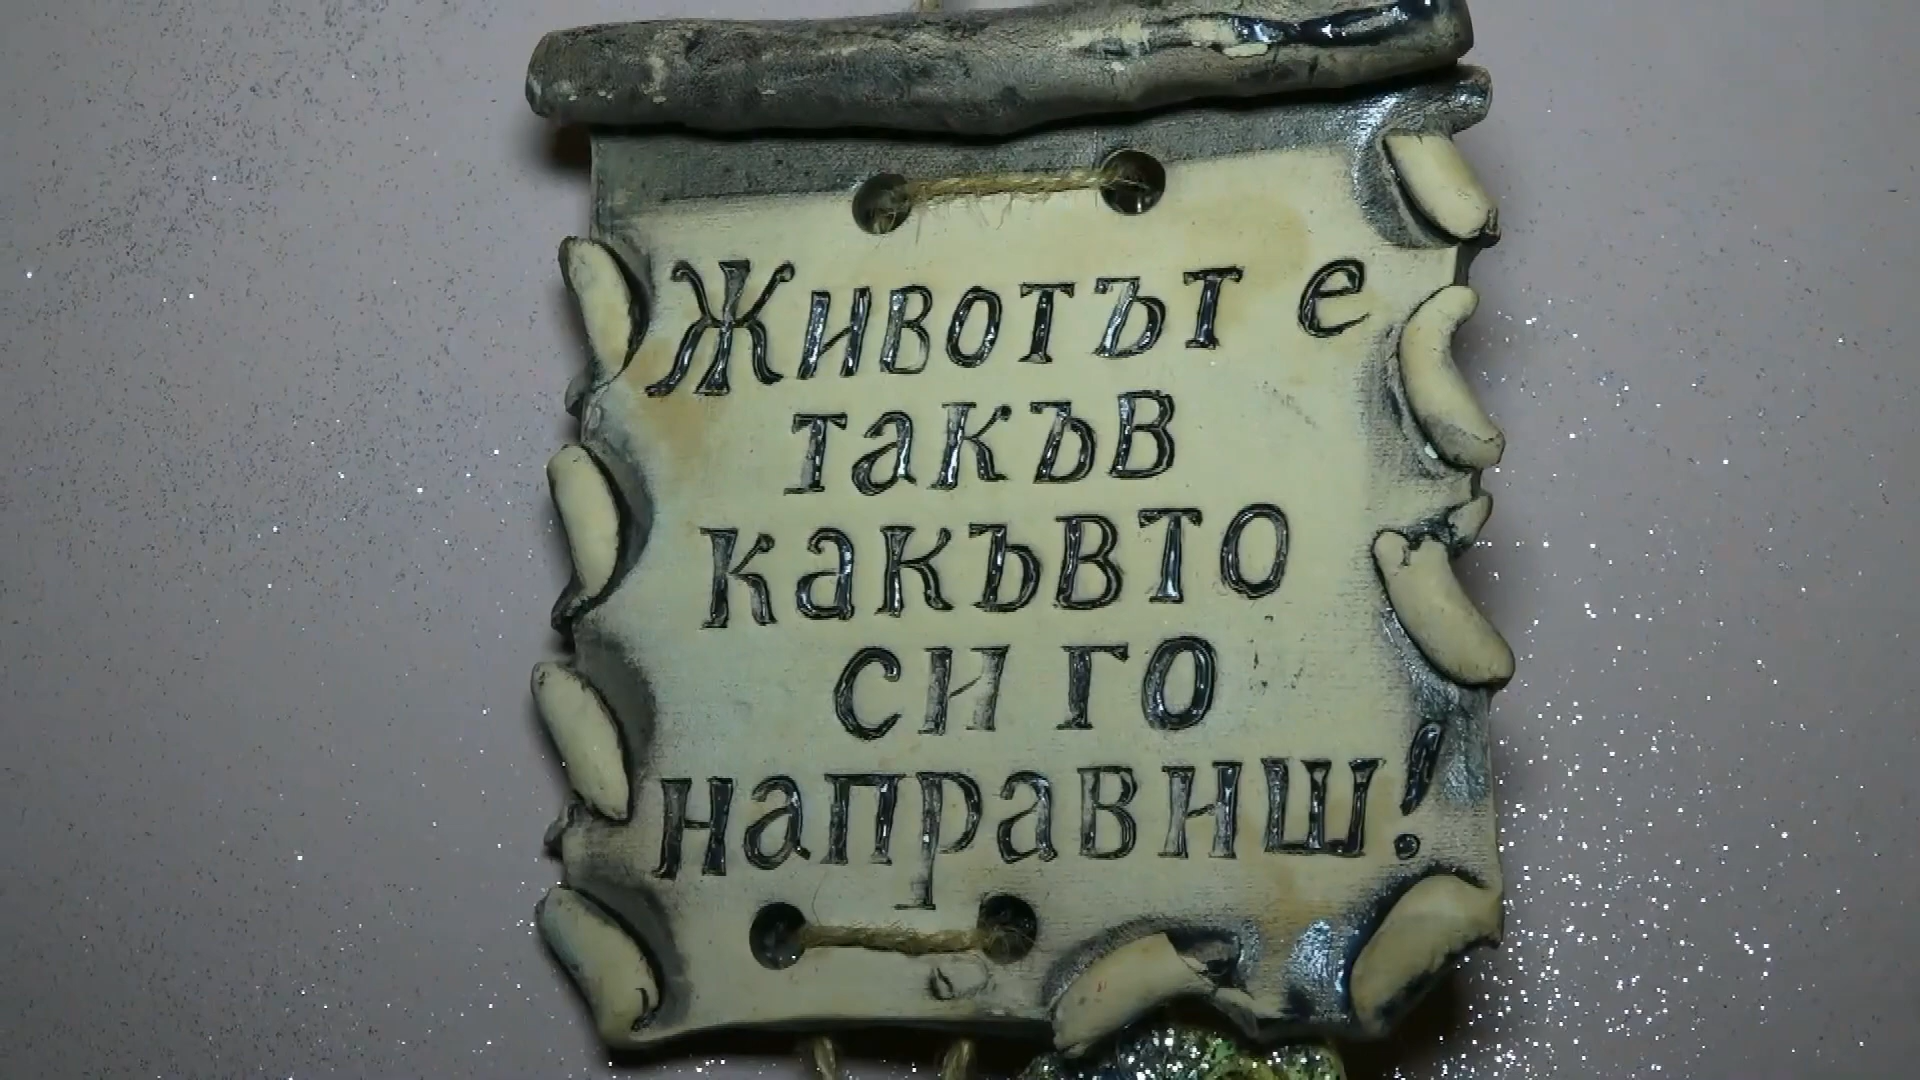 Животът е
такъв
какъвто
си го
направиш!